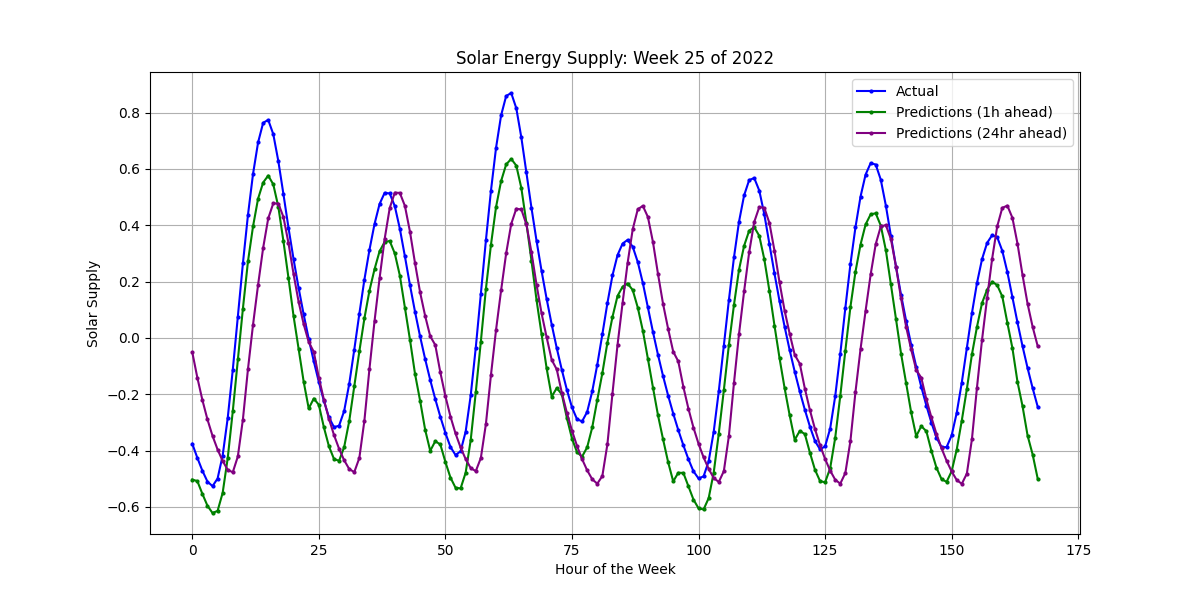 Solar Energy Supply: Week 25 of 2022
Actual
Predictions (1h ahead)
Predictions (24hr ahead)
Solar Supply
0.8
0.6
0.4
0.2
0.0
−0.2
−0.4
−0.6
0 25 50 75 100 125 150 175
Hour of the Week